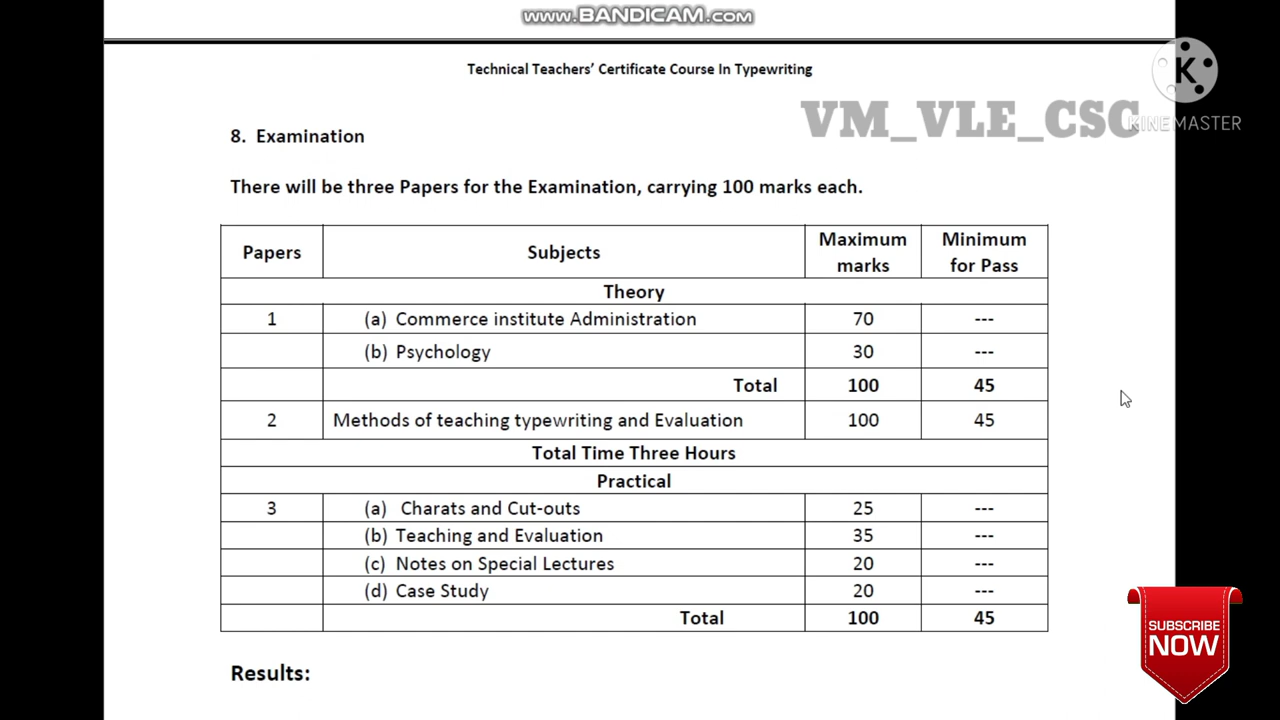 www.BANDICAM.com
Technical Teachers’ Certificate Course In Typewriting
VM_VLE_CSC
K
KINEMASTER
8. Examination
There will be three Papers for the Examination, carrying 100 marks each.
Papers Subjects Maximum marks Minimum for Pass
Theory
1 (a) Commerce institute Administration 70 ---
(b) Psychology 30 ---
Total 100 45
2 Methods of teaching typewriting and Evaluation 100 45
Total Time Three Hours
Practical
3 (a) Charats and Cut-outs 25 ---
(b) Teaching and Evaluation 35 ---
(c) Notes on Special Lectures 20 ---
(d) Case Study 20 ---
Total 100 45
SUBSCRIBE
NOW
Results: